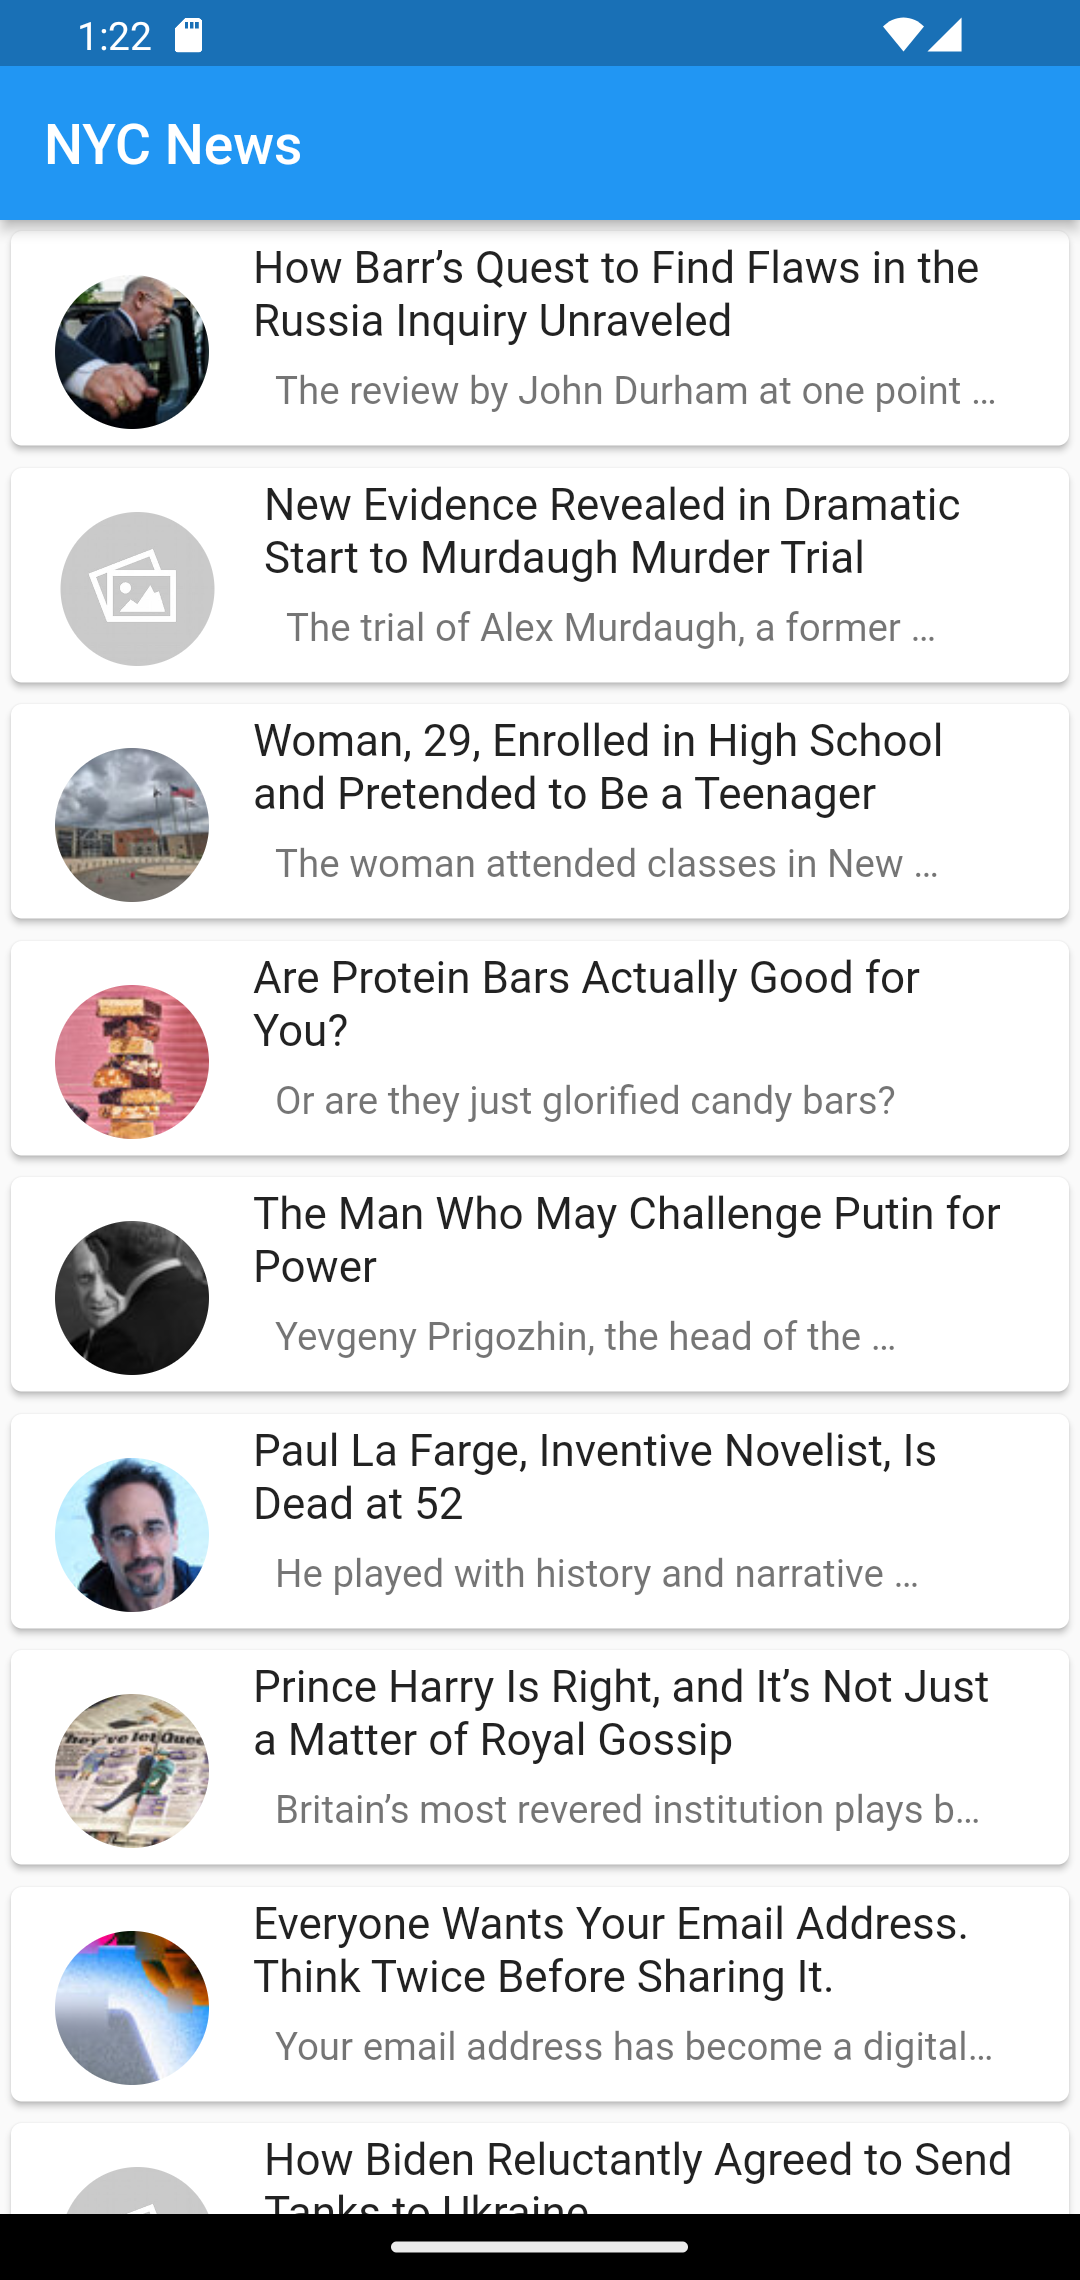 1:22
NYC News
How Barr’s Quest to Find Flaws in the
Russia Inquiry Unraveled
The review by John Durham at one point ...
New Evidence Revealed in Dramatic
Start to Murdaugh Murder Trial
The trial of Alex Murdaugh, a former ...
Woman, 29, Enrolled in High School
and Pretended to Be a Teenager
The woman attended classes in New ...
Are Protein Bars Actually Good for
You?
Or are they just glorified candy bars?
The Man Who May Challenge Putin for
Power
Yevgeny Prigozhin, the head of the ...
Paul La Farge, Inventive Novelist, Is
Dead at 52
He played with history and narrative ...
Prince Harry Is Right, and It’s Not Just
a Matter of Royal Gossip
Britain’s most revered institution plays b...
Everyone Wants Your Email Address.
Think Twice Before Sharing It.
Your email address has become a digital...
How Biden Reluctantly Agreed to Send
Tanks to Ukraine